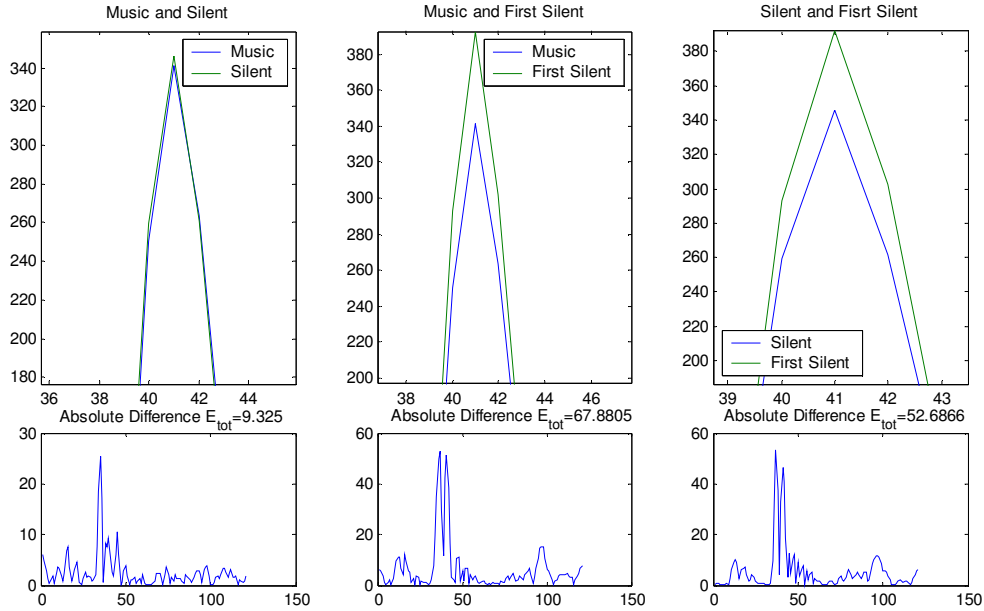 Music and Silent
Music and First Silent
Silent and Fisrt Silent
340
320
300
280
260
240
220
200
180
36 38 40 42 44
Music
Silent
380
360
340
320
300
280
260
240
220
200
38 40 42 44 46
Music
First Silent
380
360
340
320
300
280
260
240
220
200
39 40 41 42 43
Silent
First Silent
Absolute Difference E_tot=9.325
Absolute Difference E_tot=67.8805
Absolute Difference E_tot=52.6866
30
20
10
0
0 50 100 150
60
40
20
0
0 50 100 150
60
40
20
0
0 50 100 150